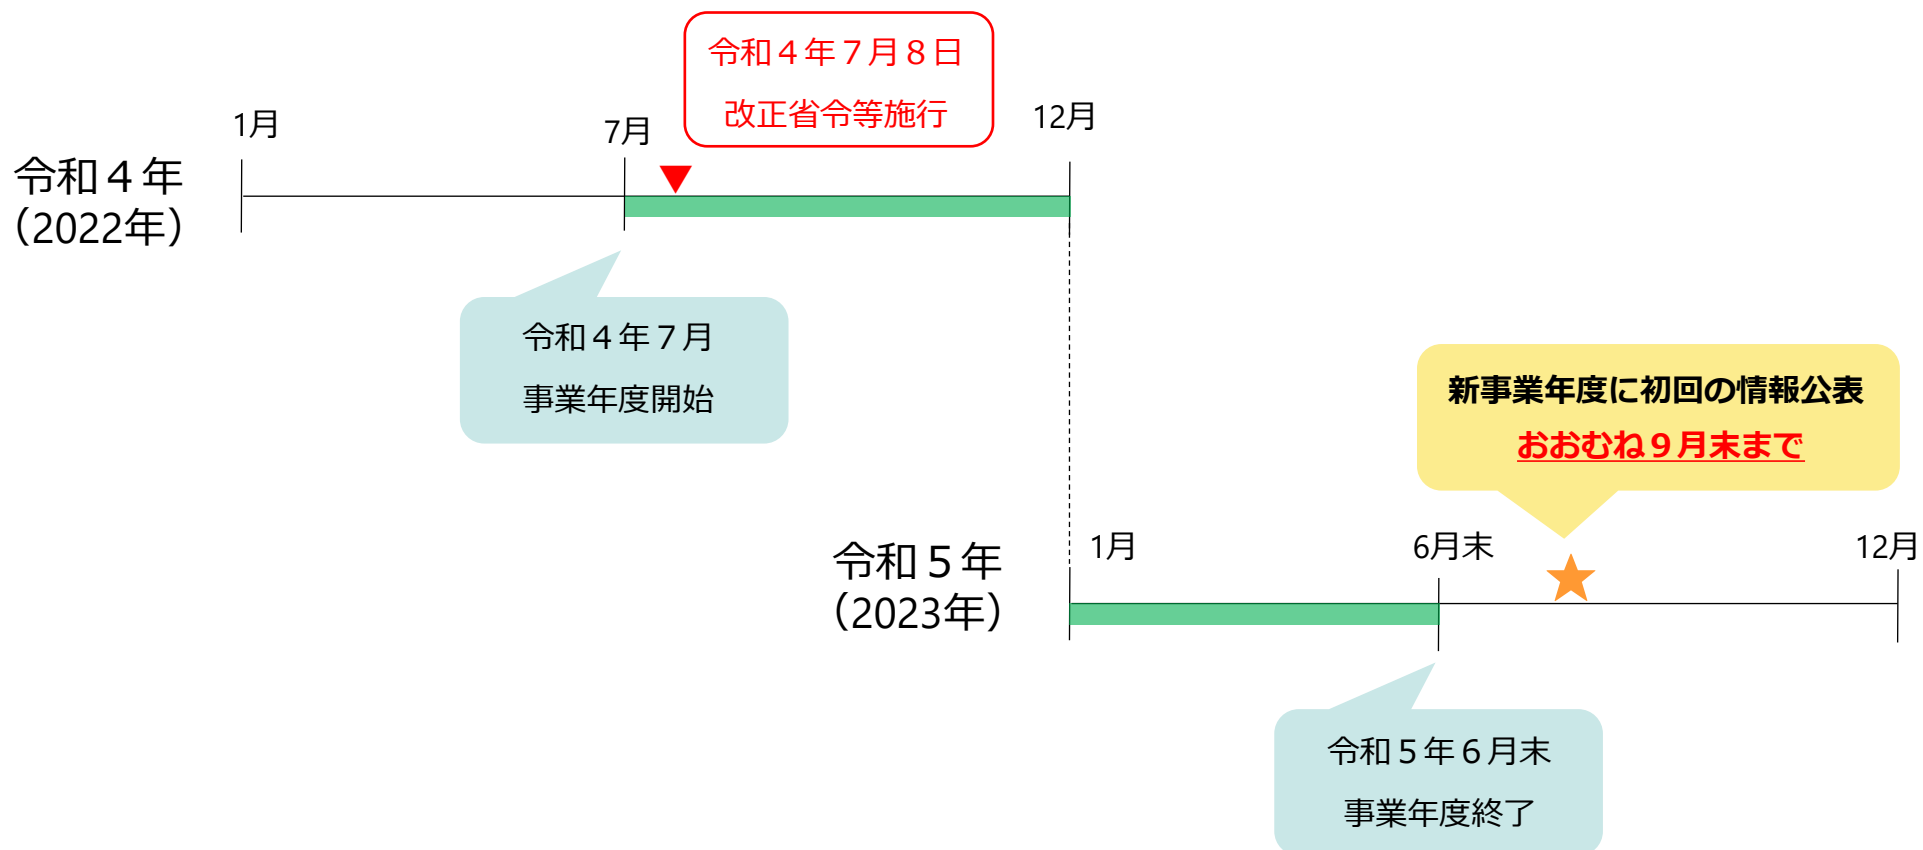 令和４年７月８日
改正省令等施行
1月
7月
12月
令和４年
（2022年）
令和４年７月
事業年度開始
新事業年度に初回の情報公表
おおむね９月末まで
令和５年
（2023年）
1月
6月末
12月
令和５年６月末
事業年度終了